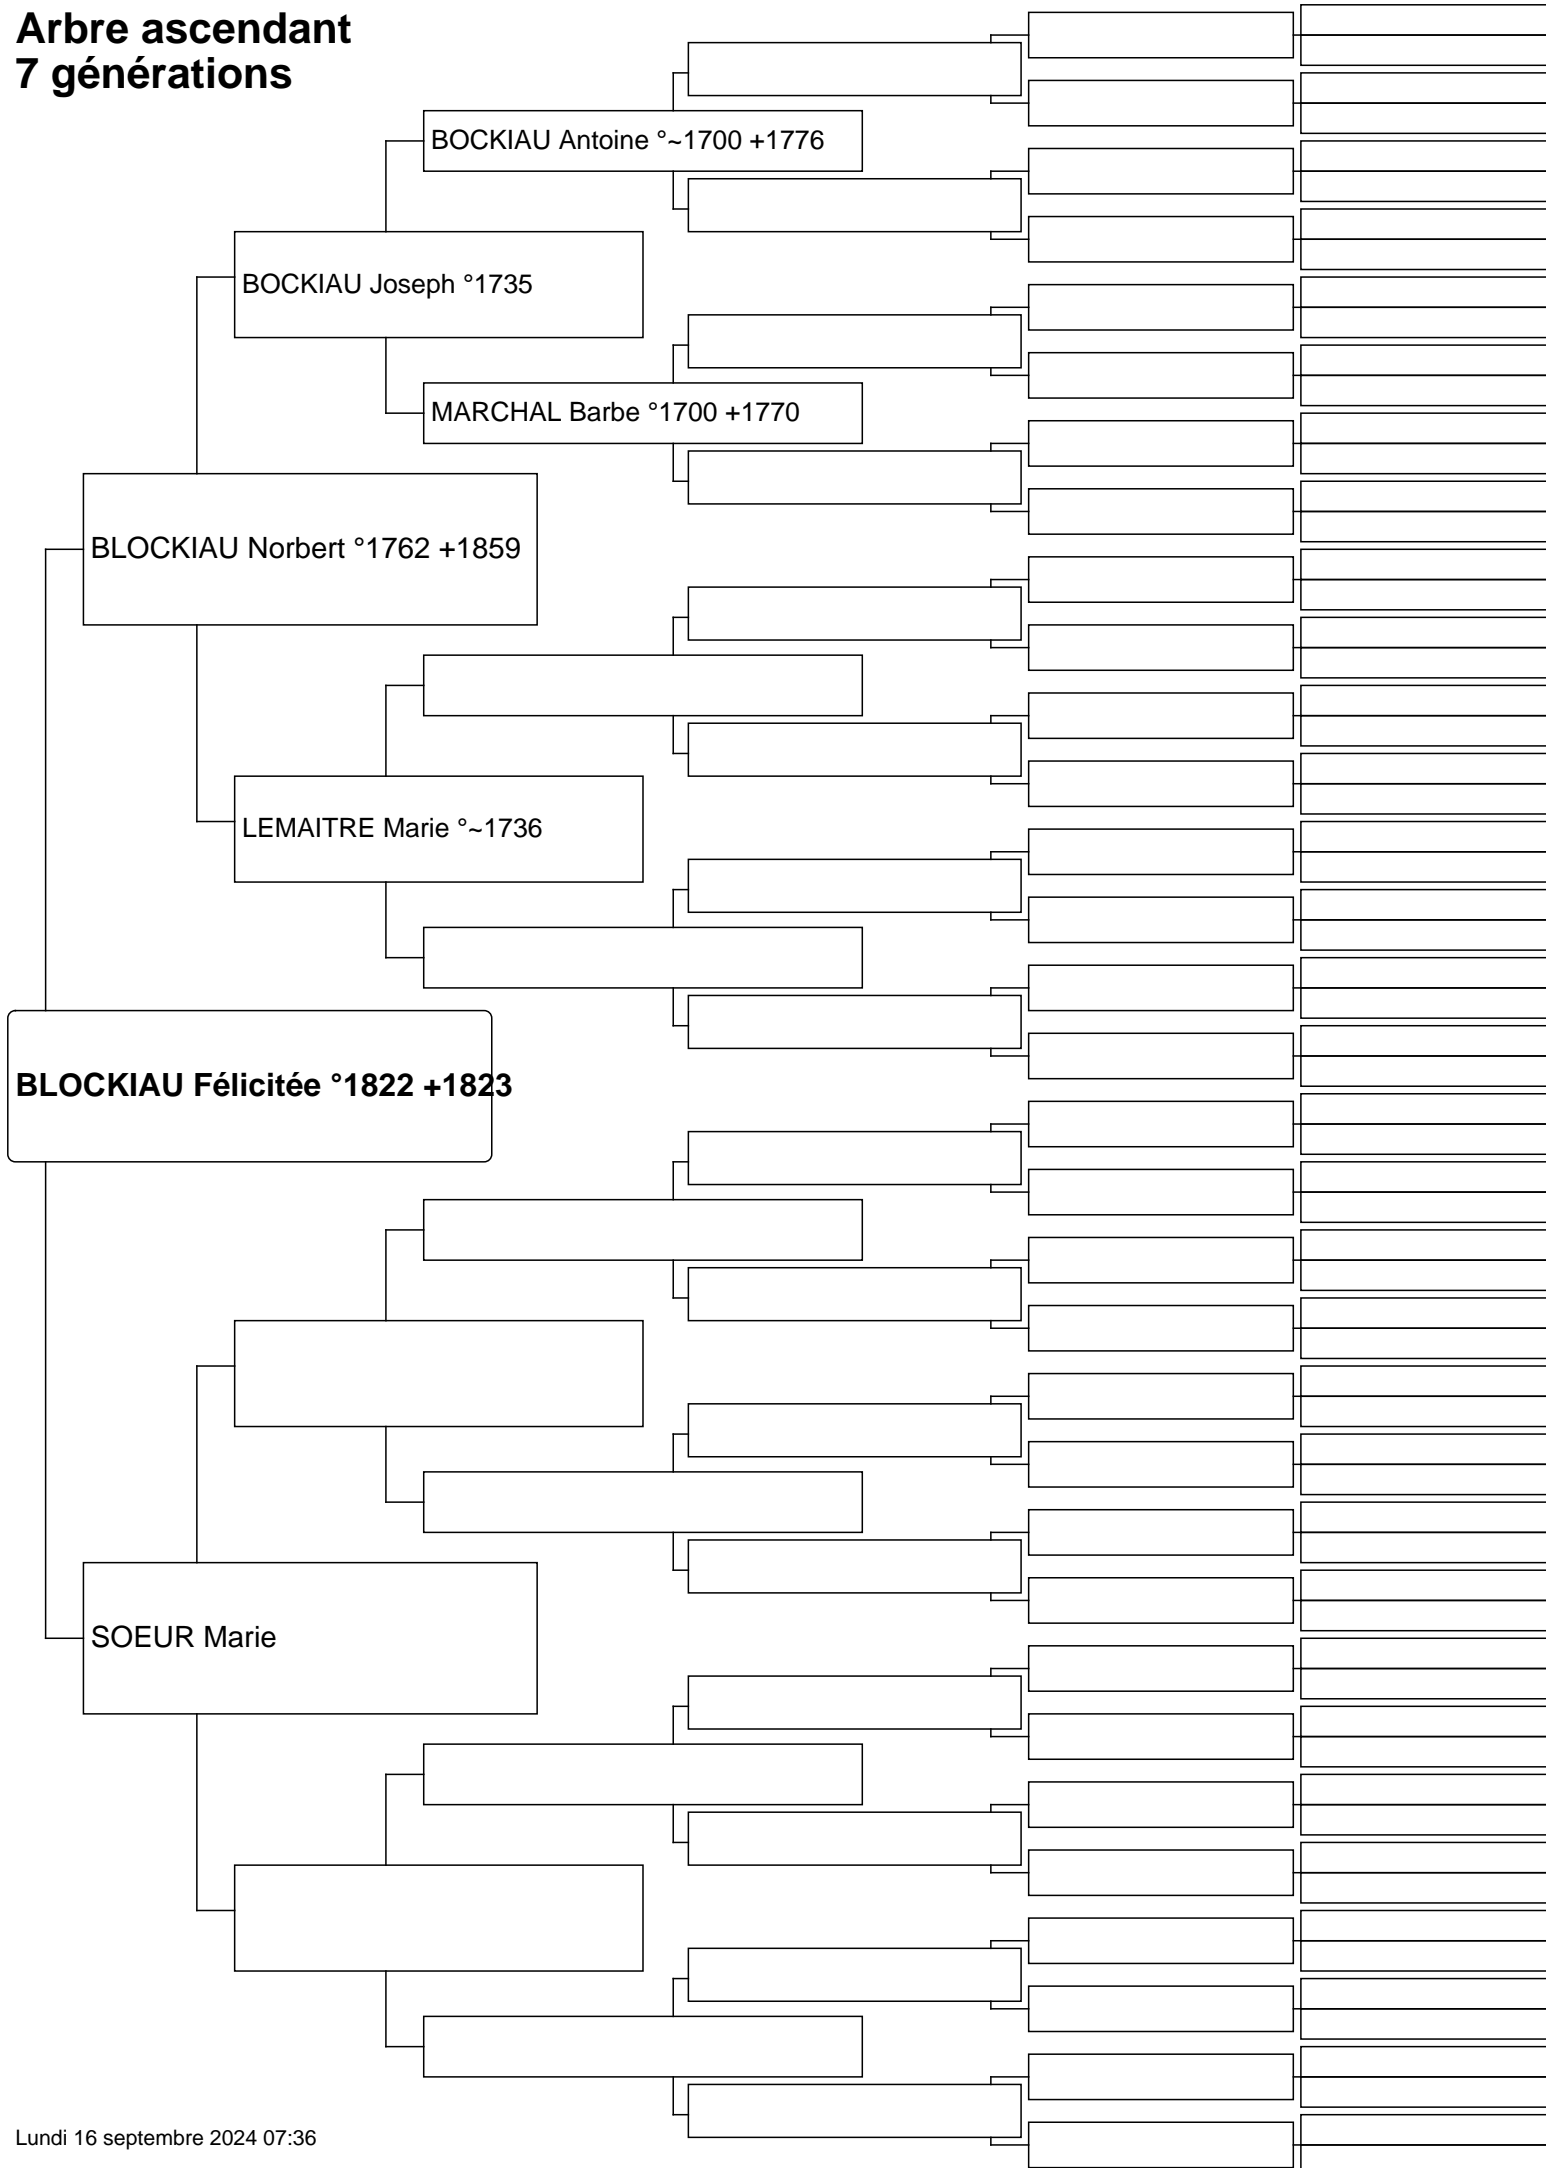 Arbre ascendant
7 générations
BOCKIAU Antoine °~1700 +1776
BOCKIAU Joseph °1735
MARCHAL Barbe °1700 +1770
BLOCKIAU Norbert °1762 +1859
LEMAITRE Marie °~1736
BLOCKIAU Félicitée °1822 +1823
SOEUR Marie
Lundi 16 septembre 2024 07:36